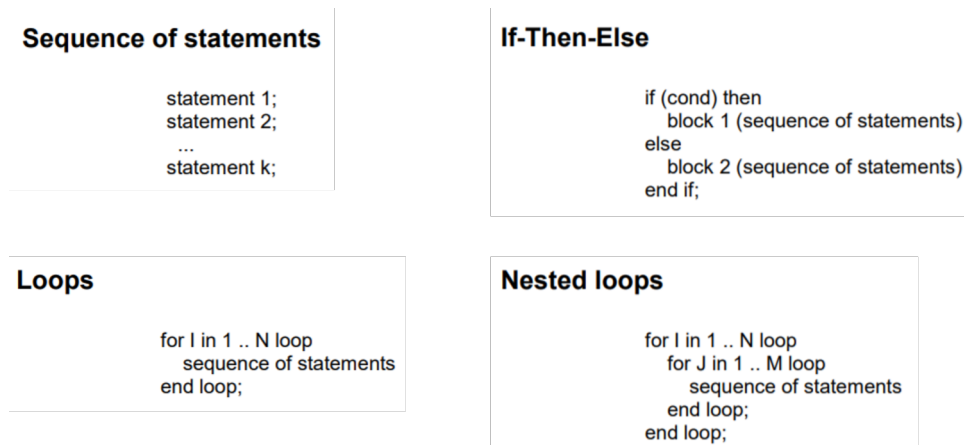 Sequence of statements
statement 1;
statement 2;
...
statement k;
If-Then-Else
if (cond) then
block 1 (sequence of statements)
else
block 2 (sequence of statements)
end if;
Loops
for I in 1 .. N loop
sequence of statements
end loop;
Nested loops
for I in 1 .. N loop
for J in 1 .. M loop
sequence of statements
end loop;
end loop;